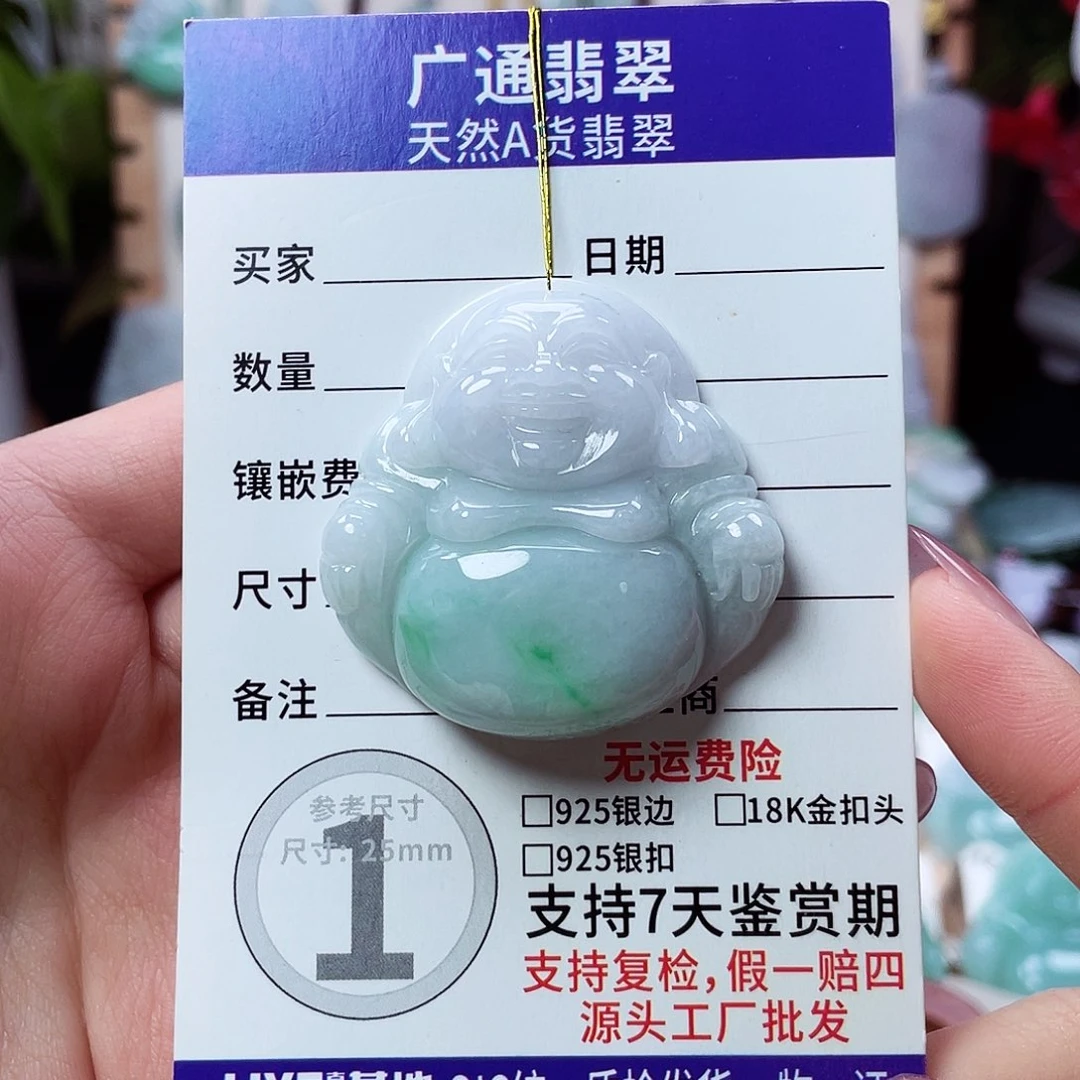 广通翡翠
天然A货翡翠
买家 日期
数量
镶嵌费
尺寸
备注 商
无运费险
参考尺寸
尺寸: 25mm
1
□925银边 □18K金扣头
□925银扣
支持7天鉴赏期
支持复检,假一赔四
源头工厂批发